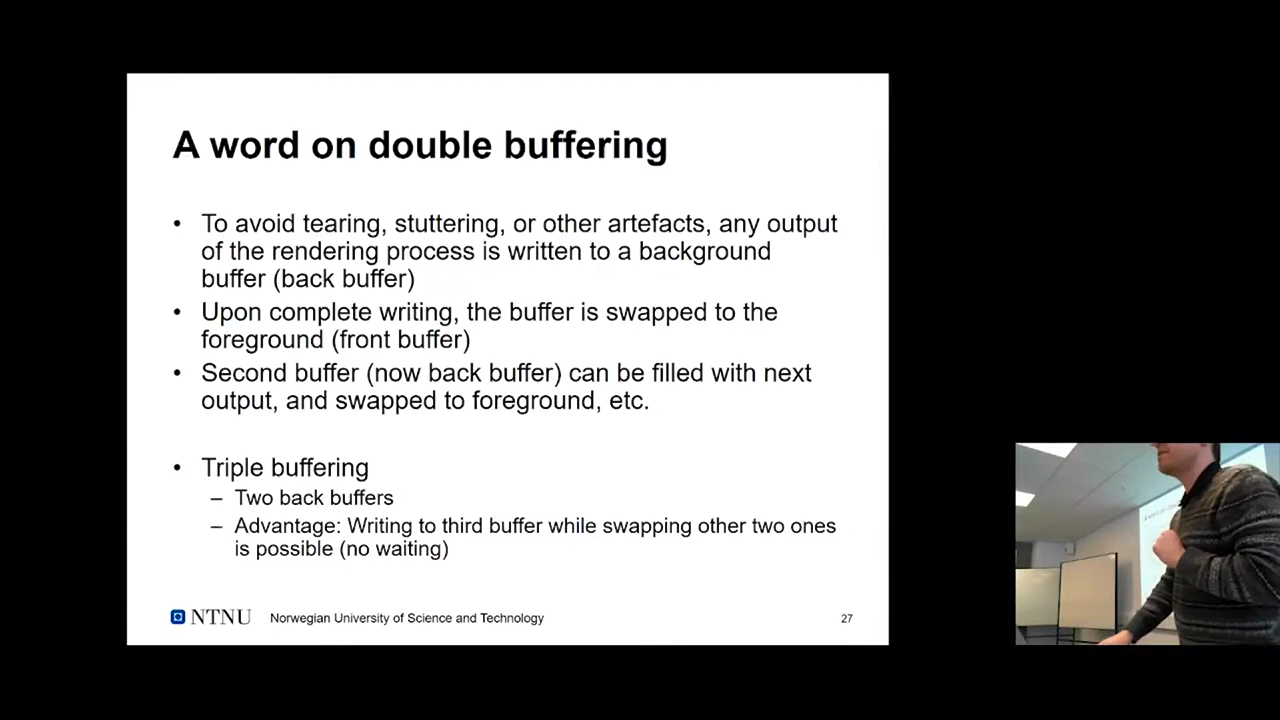 A word on double buffering
• To avoid tearing, stuttering, or other artefacts, any output
of the rendering process is written to a background
buffer (back buffer)
• Upon complete writing, the buffer is swapped to the
foreground (front buffer)
• Second buffer (now back buffer) can be filled with next
output, and swapped to foreground, etc.
• Triple buffering
– Two back buffers
– Advantage: Writing to third buffer while swapping other two ones
is possible (no waiting)
NTNU Norwegian University of Science and Technology 27